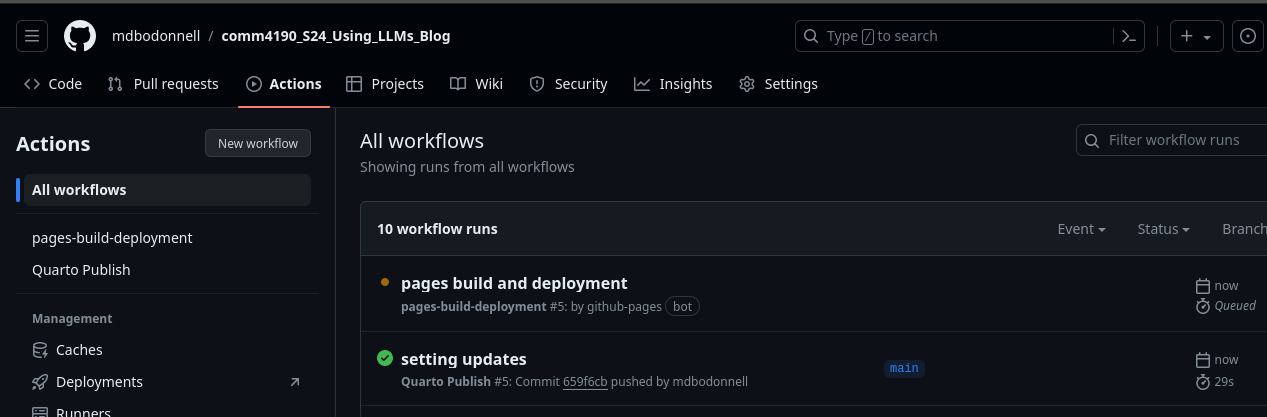 mdbodonnell / comm4190_S24_Using_LLMs_Blog
Type / to search
Code Pull requests Actions Projects Wiki Security Insights Settings
Actions
New workflow
All workflows
pages-build-deployment
Quarto Publish
Management
Caches
Deployments
Runners
All workflows
Showing runs from all workflows
Filter workflow runs
10 workflow runs
Event Status Branch
pages build and deployment
pages-build-deployment #5: by github-pages bot
now
Queued
setting updates
Quarto Publish #5: Commit 659f6cb pushed by mdbodonnell
main
now
29s